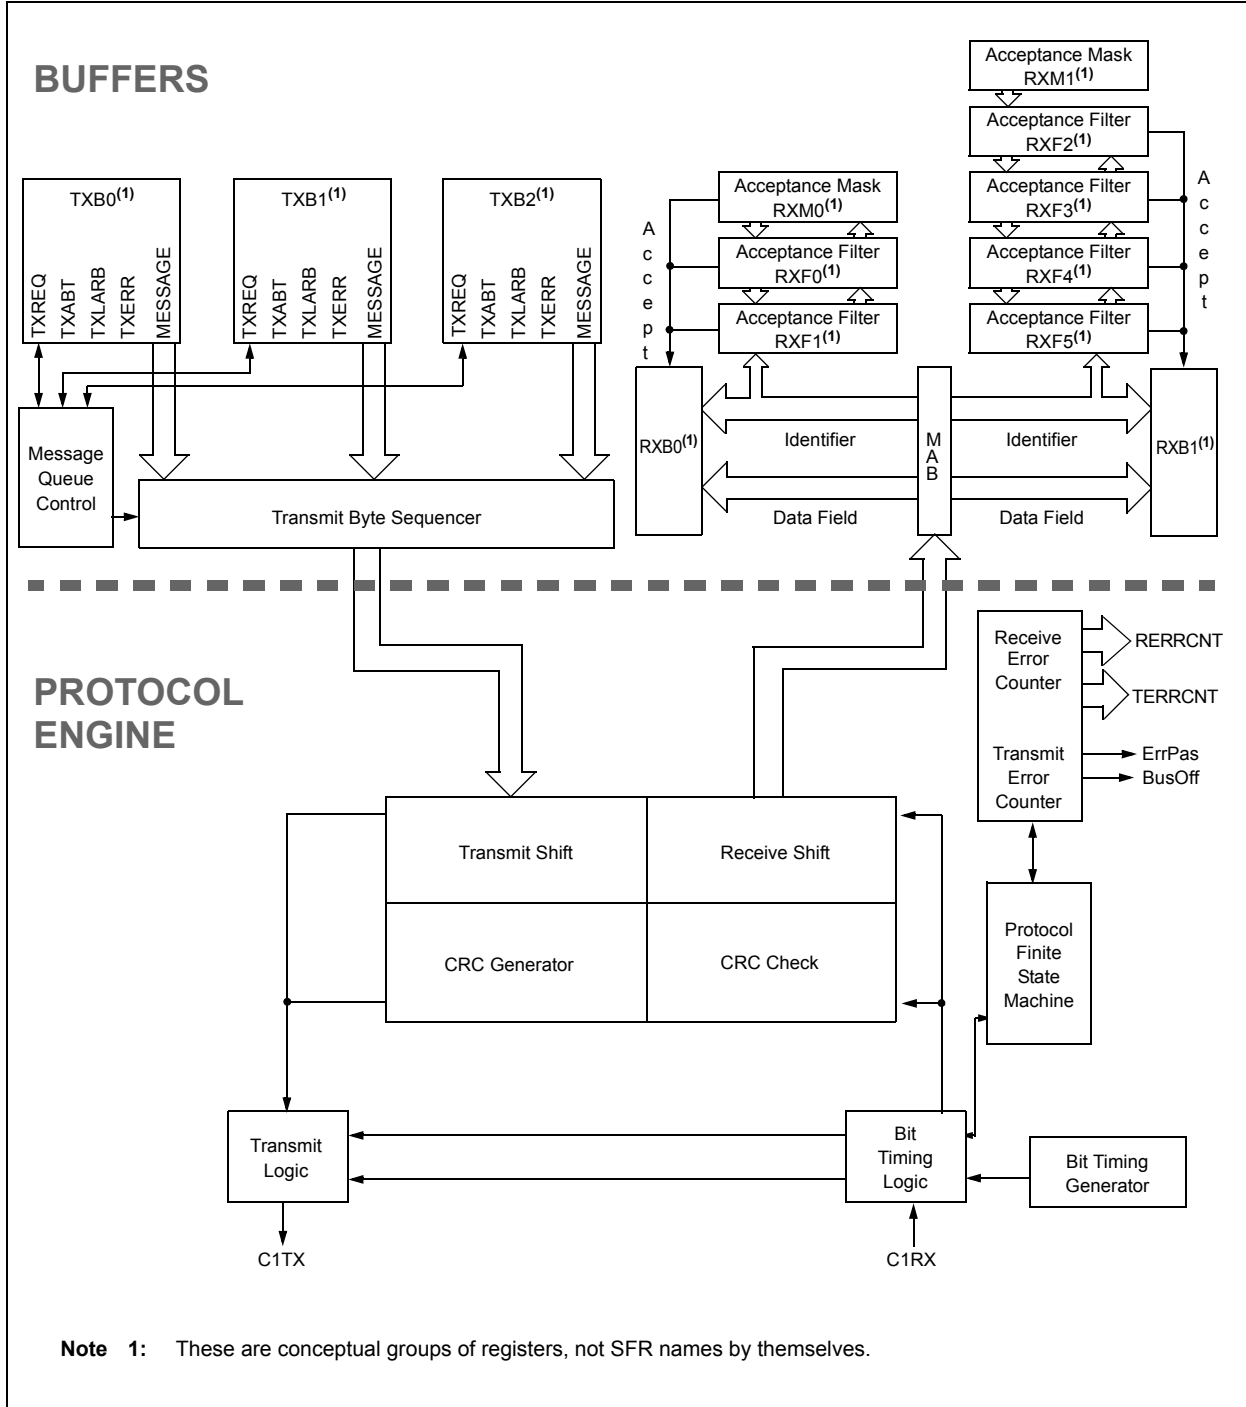 BUFFERS
TXB0(1)
TXREQ
TXABT
TXLARB
TXERR
MESSAGE
TXB1(1)
TXREQ
TXABT
TXLARB
TXERR
MESSAGE
TXB2(1)
TXREQ
TXABT
TXLARB
TXERR
MESSAGE
Message
Queue
Control
Transmit Byte Sequencer
Accept
Acceptance Mask
RXM0(1)
Acceptance Filter
RXF0(1)
Acceptance Filter
RXF1(1)
Acceptance Mask
RXM1(1)
Acceptance Filter
RXF2(1)
Acceptance Filter
RXF3(1)
Acceptance Filter
RXF4(1)
Acceptance Filter
RXF5(1)
Accept
RXB0(1)
Identifier
Data Field
MAB
Identifier
Data Field
RXB1(1)
PROTOCOL
ENGINE
Receive
Error
Counter
Transmit
Error
Counter
RERRCNT
TERRCNT
ErrPas
BusOff
Transmit Shift
Receive Shift
CRC Generator
CRC Check
Protocol
Finite
State
Machine
Transmit
Logic
Bit
Timing
Logic
Bit Timing
Generator
C1TX
C1RX
Note 1: These are conceptual groups of registers, not SFR names by themselves.